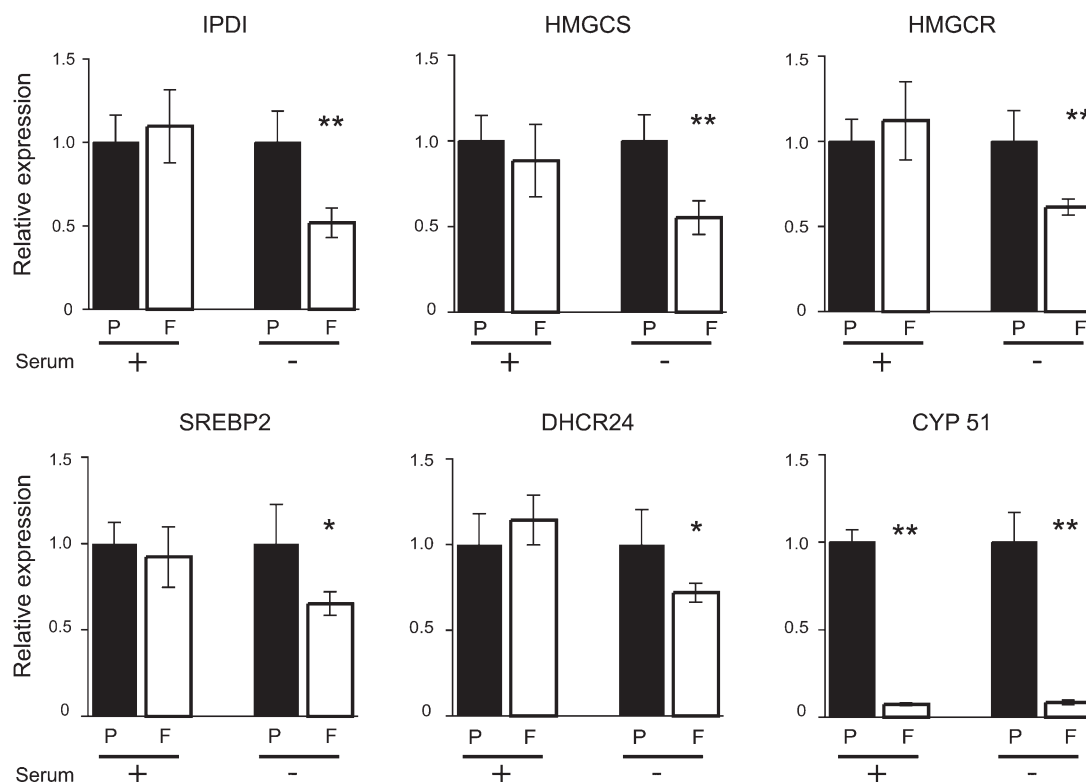 IPDI HMGCS HMGCR
Relative expression
1.5 1.5 1.5
1.0 1.0 1.0
0.5 0.5 0.5
0 0 0
** ** **
P F P F P F P F P F P F
Serum + - + - + -
SREBP2 DHCR24 CYP 51
Relative expression
1.5 1.5 1.5
1.0 1.0 1.0
0.5 0.5 0.5
0 0 0
* * ** **
P F P F P F P F P F P F
Serum + - + - + -